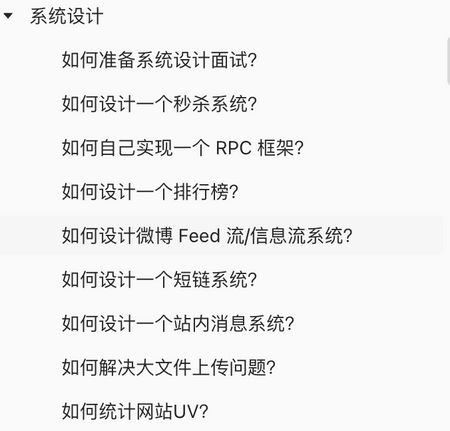 系统设计
如何准备系统设计面试?
如何设计一个秒杀系统?
如何自己实现一个 RPC 框架?
如何设计一个排行榜?
如何设计微博 Feed 流/信息流系统?
如何设计一个短链系统?
如何设计一个站内消息系统?
如何解决大文件上传问题?
如何统计网站UV?